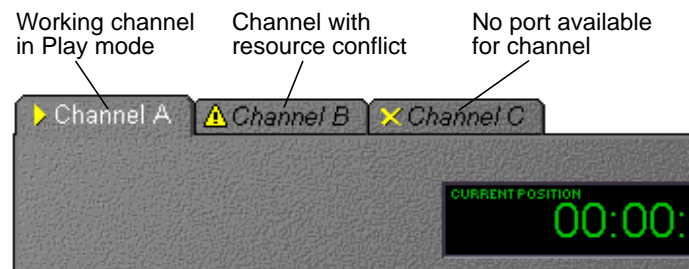 Working channel
in Play mode
Channel with
resource conflict
No port available
for channel
Channel A
Channel B
Channel C
CURRENT POSITION
00:00: